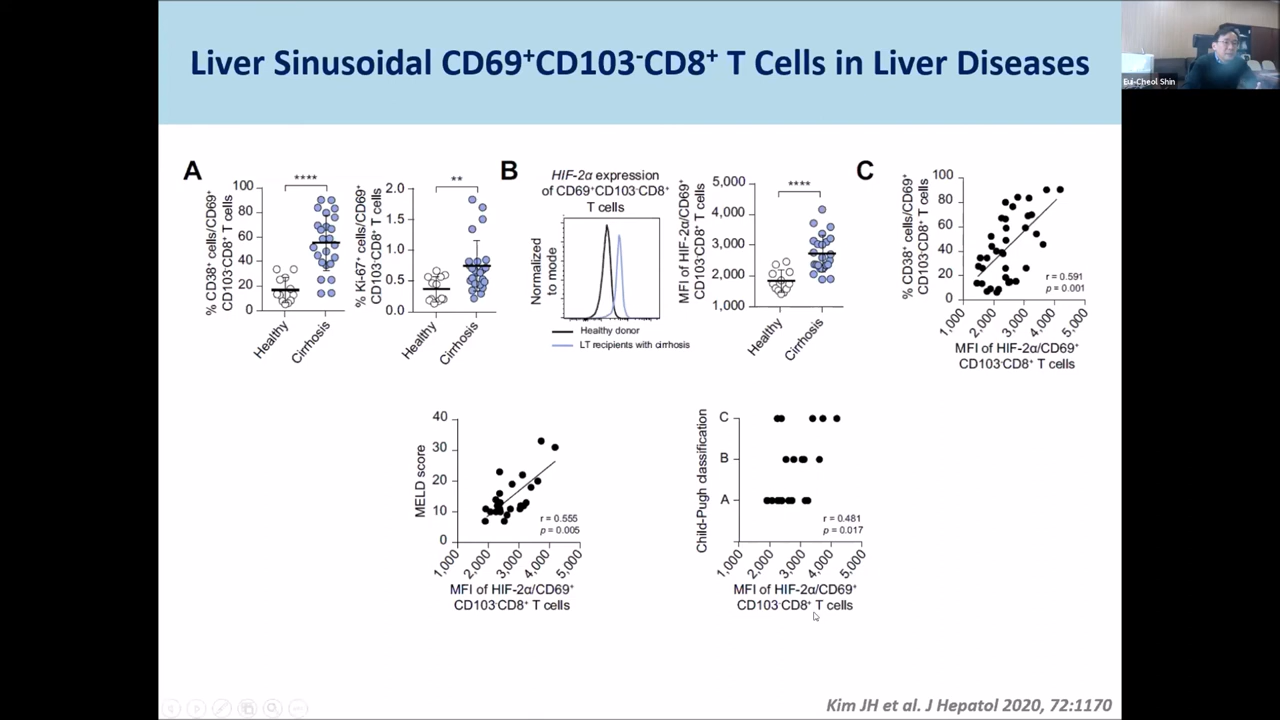 Liver Sinusoidal CD69⁺CD103⁻CD8⁺ T Cells in Liver Diseases
Eui-Cheol Shin
A
% CD38⁺ cells/CD69⁺
CD103⁻CD8⁺ T cells
100
80
60
40
20
0
****
Healthy
Cirrhosis
% Ki-67⁺ cells/CD69⁺
CD103⁻CD8⁺ T cells
2.0
1.5
1.0
0.5
0.0
**
Healthy
Cirrhosis
B
HIF-2α expression
of CD69⁺CD103⁻CD8⁺
T cells
Normalized
to mode
Healthy donor
LT recipients with cirrhosis
MFI of HIF-2α/CD69⁺
CD103⁻CD8⁺ T cells
5,000
4,000
3,000
2,000
1,000
****
Healthy
Cirrhosis
C
% CD38⁺ cells/CD69⁺
CD103⁻CD8⁺ T cells
100
80
60
40
20
0
r = 0.591
p = 0.001
1,000
2,000
3,000
4,000
5,000
MFI of HIF-2α/CD69⁺
CD103⁻CD8⁺ T cells
MELD score
40
30
20
10
0
r = 0.555
p = 0.005
1,000
2,000
3,000
4,000
5,000
MFI of HIF-2α/CD69⁺
CD103⁻CD8⁺ T cells
Child-Pugh classification
C
B
A
r = 0.481
p = 0.017
1,000
2,000
3,000
4,000
5,000
MFI of HIF-2α/CD69⁺
CD103⁻CD8⁺ T cells
Kim JH et al. J Hepatol 2020, 72:1170